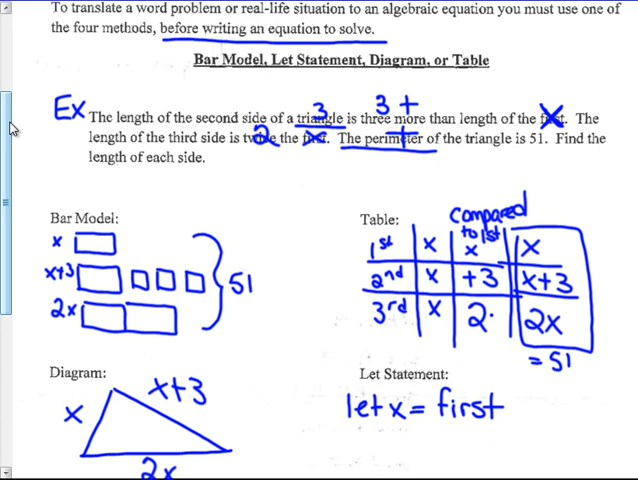 To translate a word problem or real-life situation to an algebraic equation you must use one of
the four methods, before writing an equation to solve.
Bar Model, Let Statement, Diagram, or Table
Ex
3
3 +
x
The length of the second side of a triangle is three more than length of the first. The
2 x +
length of the third side is twice the first. The perimeter of the triangle is 51. Find the
length of each side.
Bar Model:
x
x+3
2x
51
Table:
compared
to 1st
1st x x x
2nd x +3 x+3
3rd x 2· 2x
= 51
Diagram:
x
x+3
2x
Let Statement:
let x = first